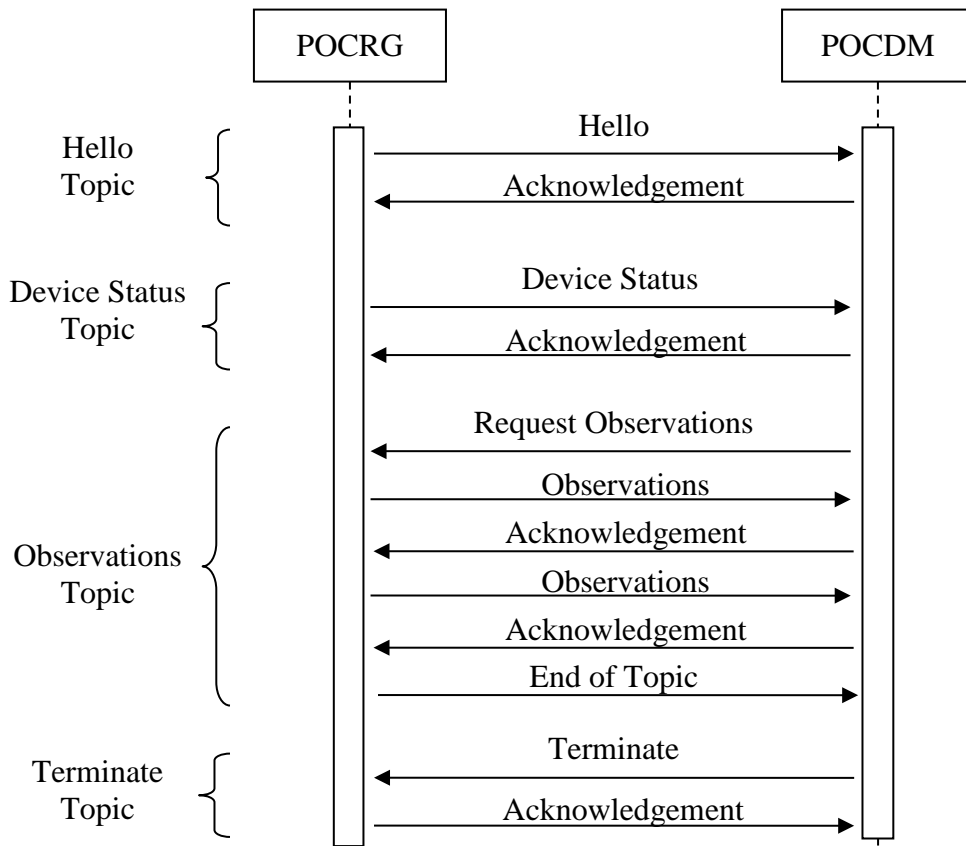 POCRG
POCDM
Hello
Topic
Hello
Acknowledgement
Device Status
Topic
Device Status
Acknowledgement
Observations
Topic
Request Observations
Observations
Acknowledgement
Observations
Acknowledgement
End of Topic
Terminate
Topic
Terminate
Acknowledgement